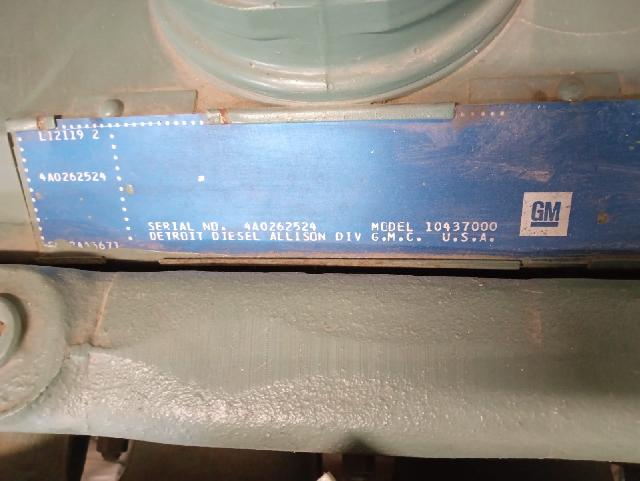 L12119 2
4A0262524
SERIAL NO. 4A0262524 MODEL 10437000
DETROIT DIESEL ALLISON DIV G.M.C. U.S.A.
GM